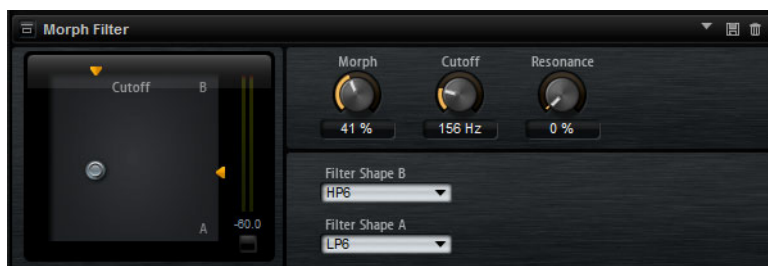 Morph Filter
Cutoff B
A
-60.0
Morph Cutoff Resonance
41 % 156 Hz 0 %
Filter Shape B
HP6
Filter Shape A
LP6